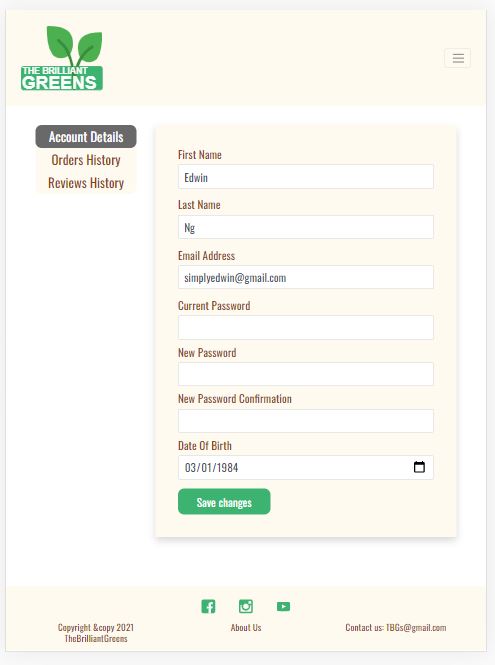 THE BRILLIANT
GREENS
Account Details
Orders History
Reviews History
First Name
Edwin
Last Name
Ng
Email Address
simplyedwin@gmail.com
Current Password
New Password
New Password Confirmation
Date Of Birth
03/01/1984
Save changes
Copyright &copy 2021
TheBrilliantGreens
About Us
Contact us: TBGs@gmail.com